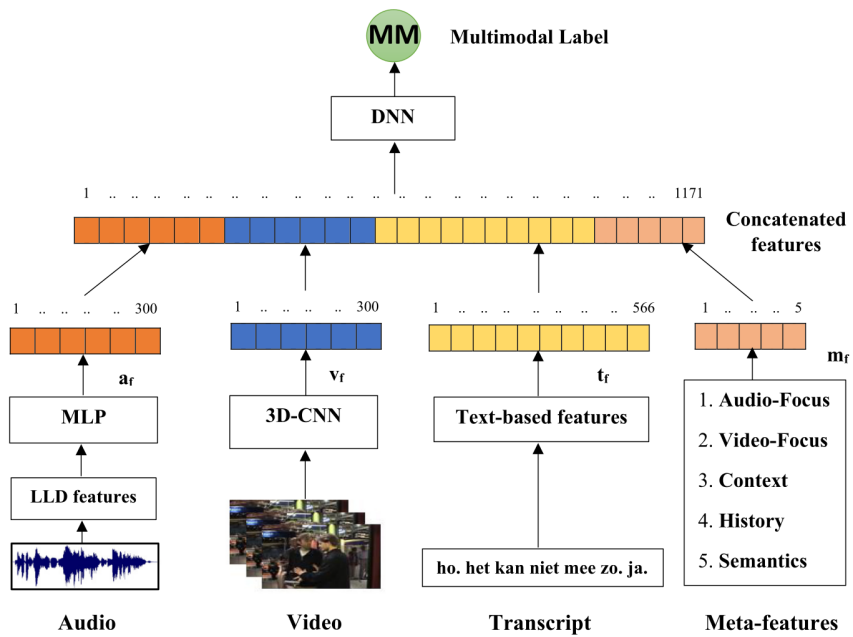 MM
Multimodal Label
DNN
1 .. .. .. .. .. .. .. .. .. .. .. .. .. .. .. .. .. .. .. 1171
Concatenated
features
1 .. .. .. .. 300
1 .. .. .. .. 300
1 .. .. .. .. .. .. .. 566
1 .. .. .. 5
af
vf
tf
mf
MLP
3D-CNN
Text-based features
LLD features
ho. het kan niet mee zo. ja.
1. Audio-Focus
2. Video-Focus
3. Context
4. History
5. Semantics
Audio
Video
Transcript
Meta-features